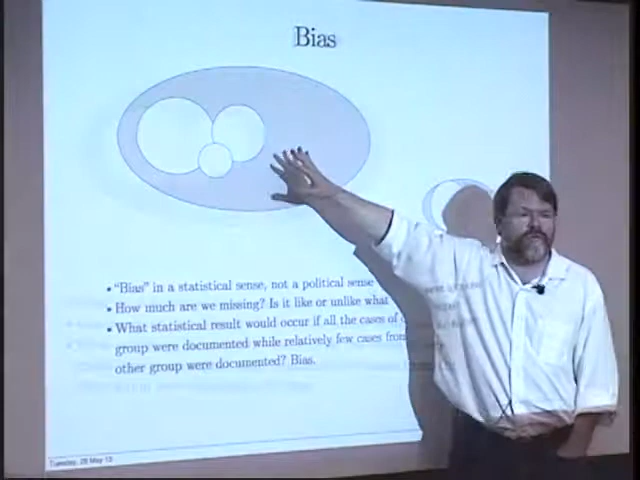 Bias
• "Bias" in a statistical sense, not a political sense
• How much are we missing? Is it like or unlike what
• What statistical result would occur if all the cases of
group were documented while relatively few cases from
other group were documented? Bias.
Tuesday, 28 May 13